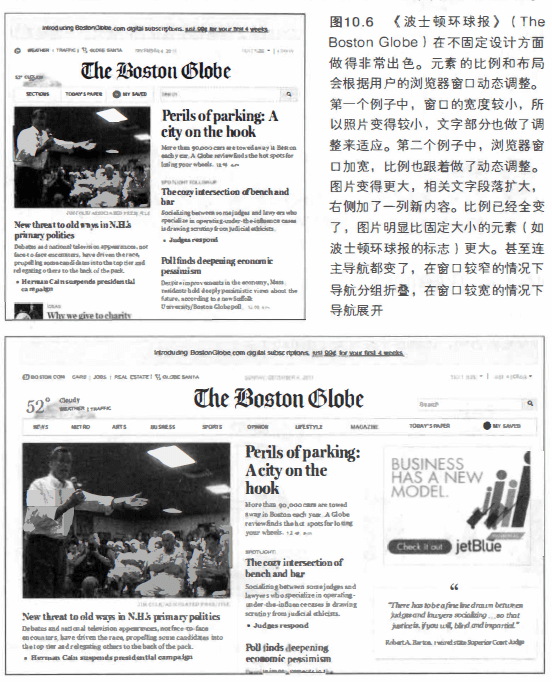 Introducing BostonGlobe.com digital subscriptions, just 99¢ for your first 4 weeks.
WEATHER | TRAFFIC | GLOBE SANTA
52° CLOUDY
The Boston Globe
SECTIONS TODAY'S PAPER MY SAVED
Perils of parking: A
city on the hook
More than 90,000 cars are towed away in Boston
each year. A Globe review finds the hot spots for
losing your wheels.
SPOTLIGHT FOLLOW-UP
The cozy intersection of bench and
bar
Socializing between some judges and lawyers who
specialize in operating-under-the-influence cases
is drawing scrutiny from judicial ethicists.
Judges respond
Poll finds deepening economic
pessimism
Despite improvements in the economy, Mass.
residents hold deeply pessimistic views about the
future, according to a new Suffolk
University/Boston Globe poll.
New threat to old ways in N.H.'s
primary politics
Debates and national television appearances, not
face-to-face encounters, have driven the race,
propelling some candidates into the top tier and
relegating others to the back of the pack.
Herman Cain suspends presidential
campaign
IDEAS
Why we give to charity
图10.6 《波士顿环球报》(The
Boston Globe)在不固定设计方面
做得非常出色。元素的比例和布局
会根据用户的浏览器窗口动态调整。
第一个例子中,窗口的宽度较小,所
以照片变得较小,文字部分也做了调
整来适应。第二个例子中,浏览器窗
口加宽,比例也跟着做了动态调整。
图片变得更大,相关文字段落扩大,
右侧加了一列新内容。比例已经全变
了,图片明显比固定大小的元素(如
波士顿环球报的标志)更大。甚至连
主导航都变了,在窗口较窄的情况下
导航分组折叠,在窗口较宽的情况下
导航展开
Introducing BostonGlobe.com digital subscriptions, just 99¢ for your first 4 weeks.
BOSTON.COM CARS | JOBS | REAL ESTATE | GLOBE SANTA
52° Cloudy
WEATHER | TRAFFIC
The Boston Globe
Search
NEWS METRO ARTS BUSINESS SPORTS OPINION LIFESTYLE MAGAZINE TODAY'S PAPER MY SAVED
Perils of parking:
A city on the
hook
More than 90,000 cars are towed
away in Boston each year. A Globe
review finds the hot spots for losing
your wheels.
SPOTLIGHT
The cozy intersection of
bench and bar
Socializing between some judges and
lawyers who specialize in operating-
under-the-influence cases is drawing
scrutiny from judicial ethicists.
Judges respond
Poll finds deepening
economic pessimism
New threat to old ways in N.H.'s primary politics
Debates and national television appearances, not face-to-face
encounters, have driven the race, propelling some candidates into
the top tier and relegating others to the back of the pack.
Herman Cain suspends presidential campaign
BUSINESS
HAS A NEW
MODEL.
Check it out jetBlue
“
"There has to be a fine line drawn between
judges and lawyers socializing ... so that
justice is, if you will, blind and impartial."
Robert A. Barton, retired state Superior Court Judge